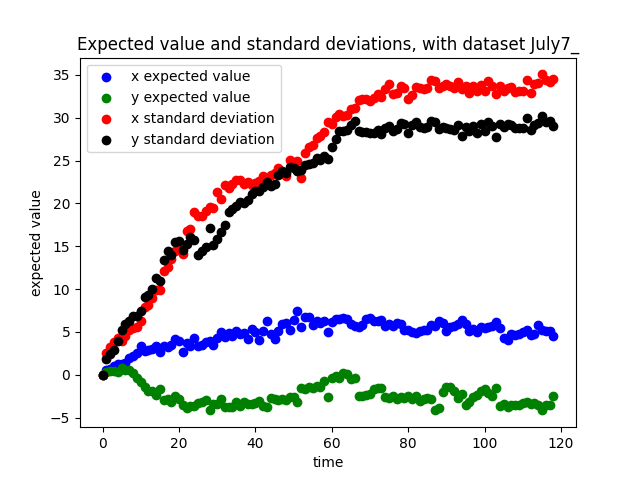 Expected value and standard deviations, with dataset July7_
x expected value
y expected value
x standard deviation
y standard deviation
expected value
35
30
25
20
15
10
5
0
−5
0 20 40 60 80 100 120
time